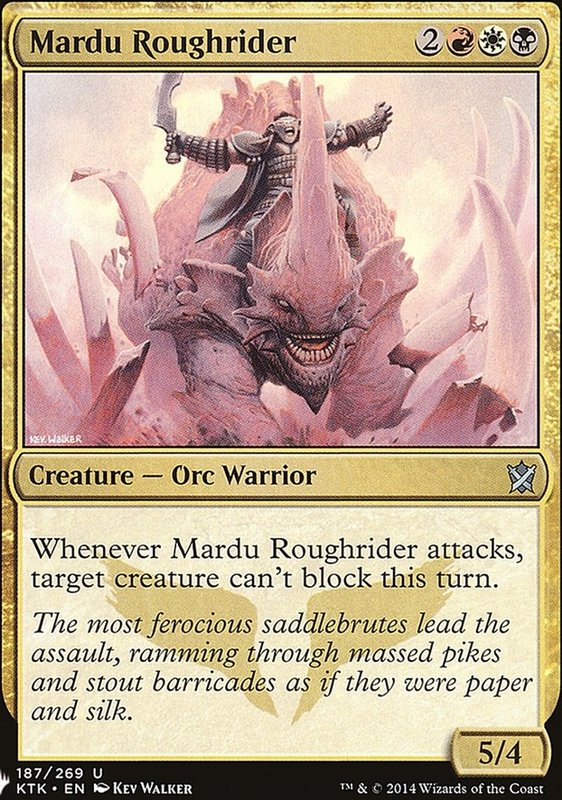 Mardu Roughrider 2
KEV. WALKER
Creature — Orc Warrior
Whenever Mardu Roughrider attacks,
target creature can't block this turn.
The most ferocious saddlebrutes lead the
assault, ramming through massed pikes
and stout barricades as if they were paper
and silk.
5/4
187/269 U
KTK • EN Kev Walker
™ & © 2014 Wizards of the Coast